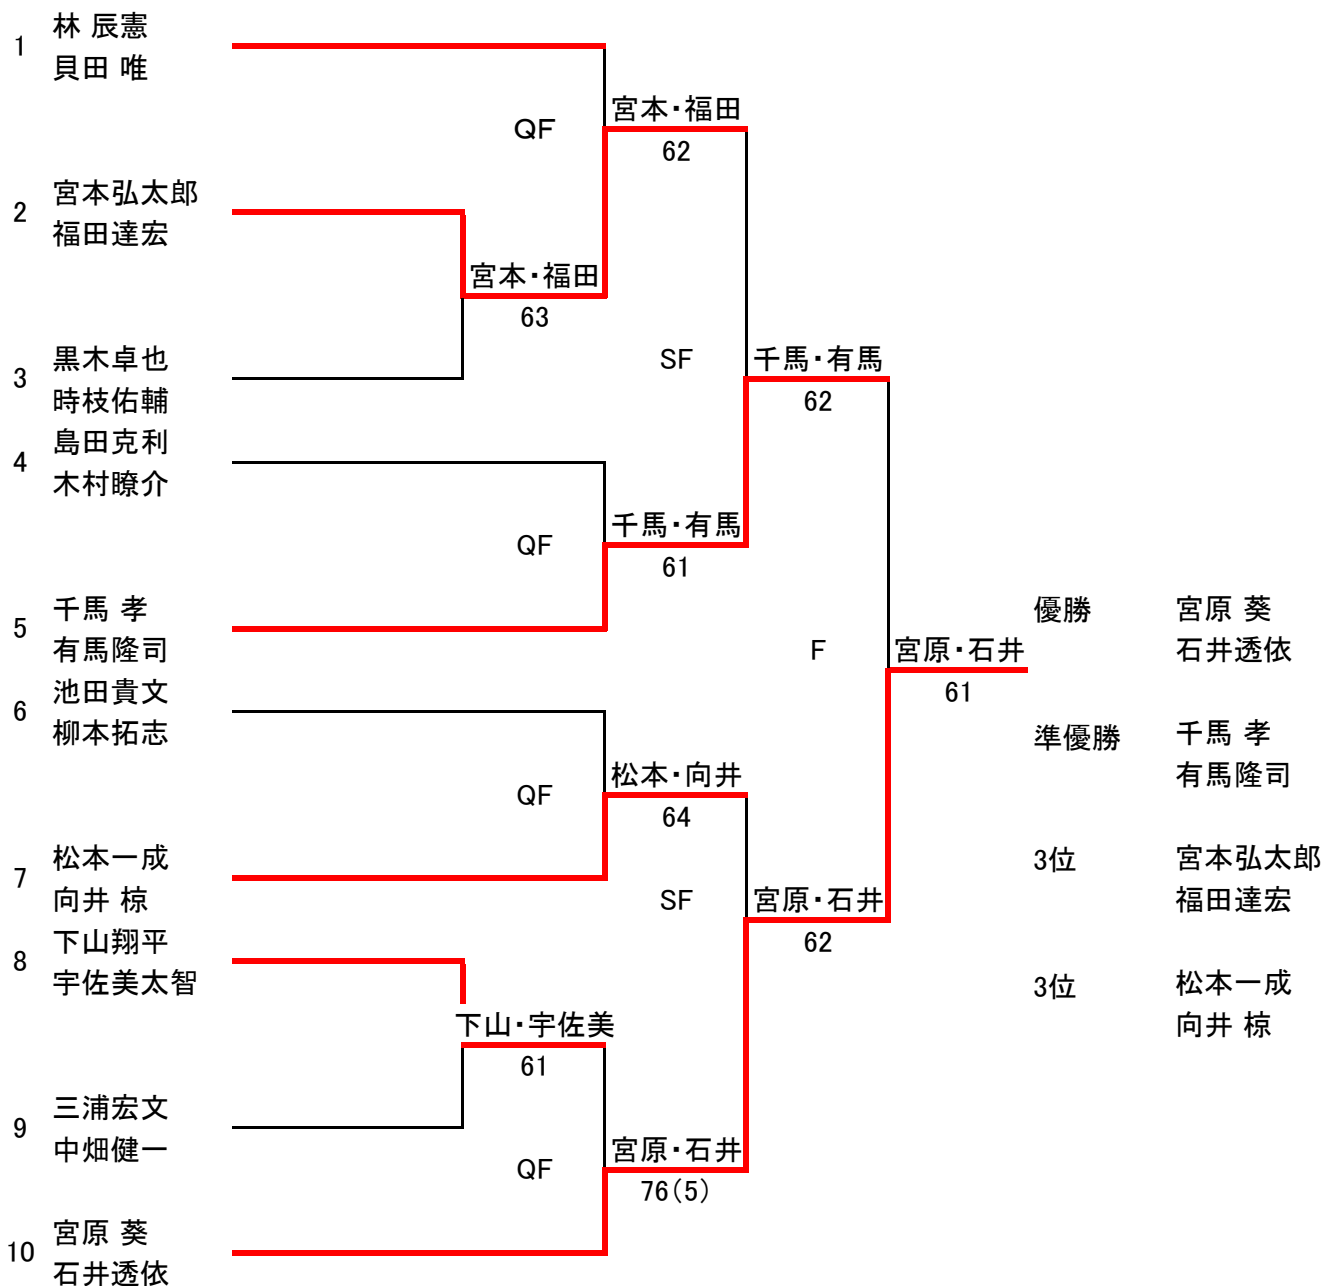 1
林 辰憲
貝田 唯
2
宮本弘太郎
福田達宏
3
黒木卓也
時枝佑輔
4
島田克利
木村瞭介
5
千馬 孝
有馬隆司
6
池田貴文
柳本拓志
7
松本一成
向井 椋
8
下山翔平
宇佐美太智
9
三浦宏文
中畑健一
10
宮原 葵
石井透依
宮本・福田
63
下山・宇佐美
61
QF
宮本・福田
62
QF
千馬・有馬
61
QF
松本・向井
64
QF
宮原・石井
76(5)
SF
千馬・有馬
62
SF
宮原・石井
62
F
宮原・石井
61
優勝
宮原 葵
石井透依
準優勝
千馬 孝
有馬隆司
3位
宮本弘太郎
福田達宏
3位
松本一成
向井 椋